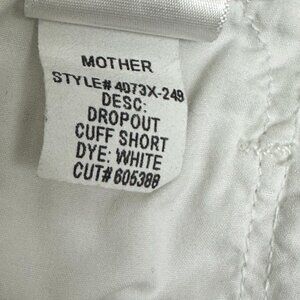 MOTHER
STYLE# 4073X-249
DESC:
DROPOUT
CUFF SHORT
DYE: WHITE
CUT# 605388